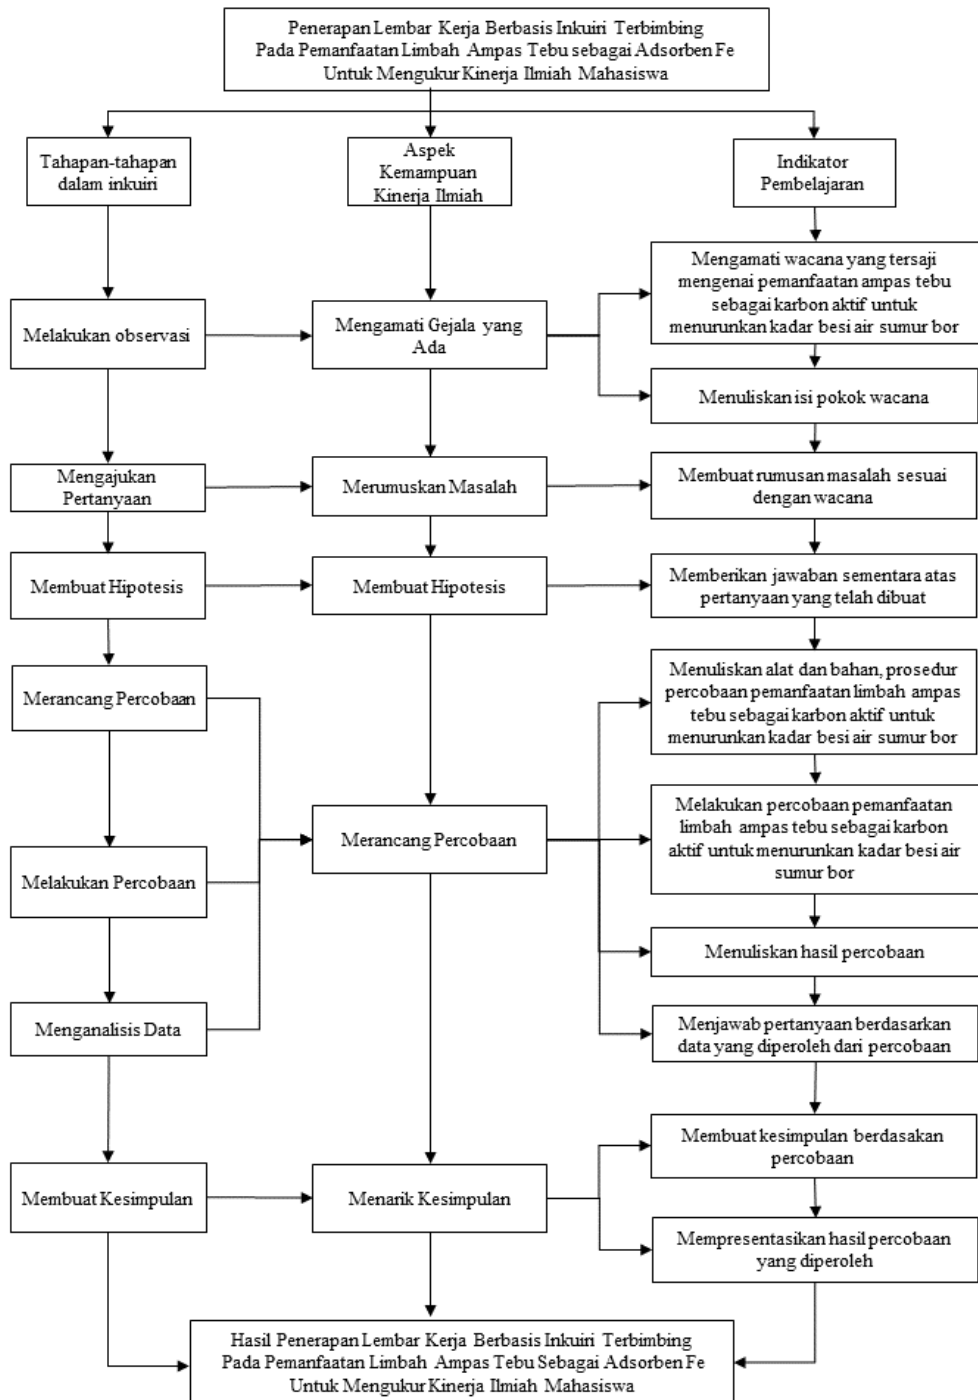 Penerapan Lembar Kerja Berbasis Inkuiri Terbimbing
Pada Pemanfaatan Limbah Ampas Tebu sebagai Adsorben Fe
Untuk Mengukur Kinerja Ilmiah Mahasiswa
Tahapan-tahapan
dalam inkuiri
Aspek
Kemampuan
Kinerja Ilmiah
Indikator
Pembelajaran
Melakukan observasi
Mengamati Gejala yang
Ada
Mengamati wacana yang tersaji
mengenai pemanfaatan ampas tebu
sebagai karbon aktif untuk
menurunkan kadar besi air sumur bor
Menuliskan isi pokok wacana
Mengajukan
Pertanyaan
Merumuskan Masalah
Membuat rumusan masalah sesuai
dengan wacana
Membuat Hipotesis
Membuat Hipotesis
Memberikan jawaban sementara atas
pertanyaan yang telah dibuat
Merancang Percobaan
Melakukan Percobaan
Menganalisis Data
Merancang Percobaan
Menuliskan alat dan bahan, prosedur
percobaan pemanfaatan limbah ampas
tebu sebagai karbon aktif untuk
menurunkan kadar besi air sumur bor
Melakukan percobaan pemanfaatan
limbah ampas tebu sebagai karbon
aktif untuk menurunkan kadar besi air
sumur bor
Menuliskan hasil percobaan
Menjawab pertanyaan berdasarkan
data yang diperoleh dari percobaan
Membuat Kesimpulan
Menarik Kesimpulan
Membuat kesimpulan berdasakan
percobaan
Mempresentasikan hasil percobaan
yang diperoleh
Hasil Penerapan Lembar Kerja Berbasis Inkuiri Terbimbing
Pada Pemanfaatan Limbah Ampas Tebu Sebagai Adsorben Fe
Untuk Mengukur Kinerja Ilmiah Mahasiswa